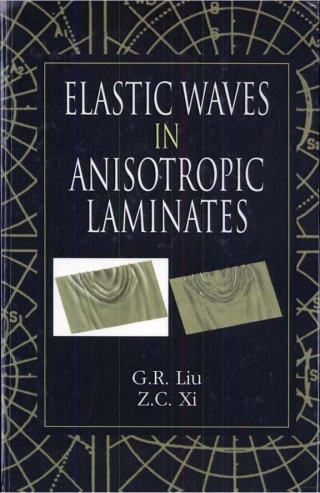 ELASTIC WAVES
IN
ANISOTROPIC
LAMINATES
G.R. Liu
Z.C. Xi